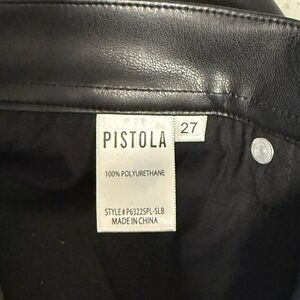 PISTOLA
27
100% POLYURETHANE
STYLE# P6322SPL-SLB
MADE IN CHINA